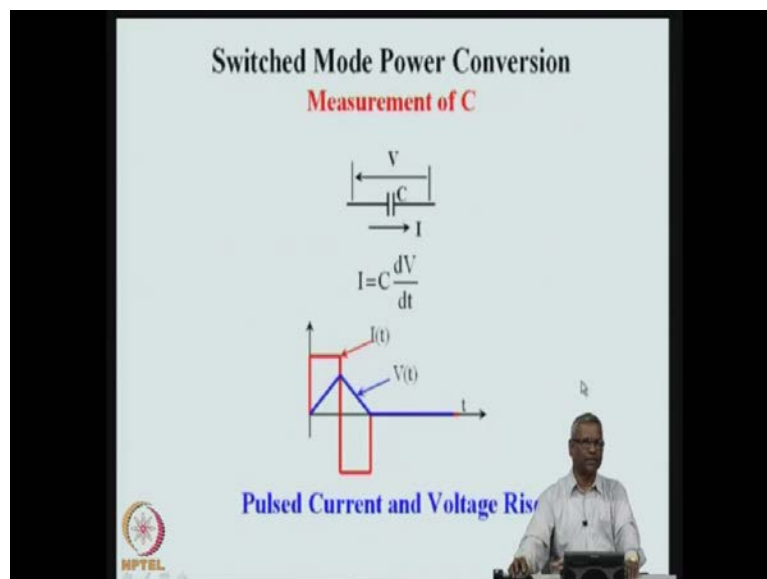 Switched Mode Power Conversion
Measurement of C
V
C
I
I=C dV/dt
I(t)
V(t)
t
Pulsed Current and Voltage
NPTEL